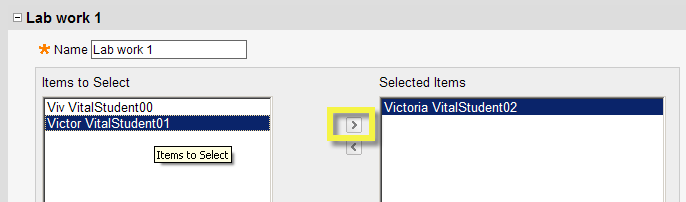 Lab work 1
Name Lab work 1
Items to Select
Selected Items
Viv VitalStudent00
Victor VitalStudent01
Victoria VitalStudent02
Items to Select